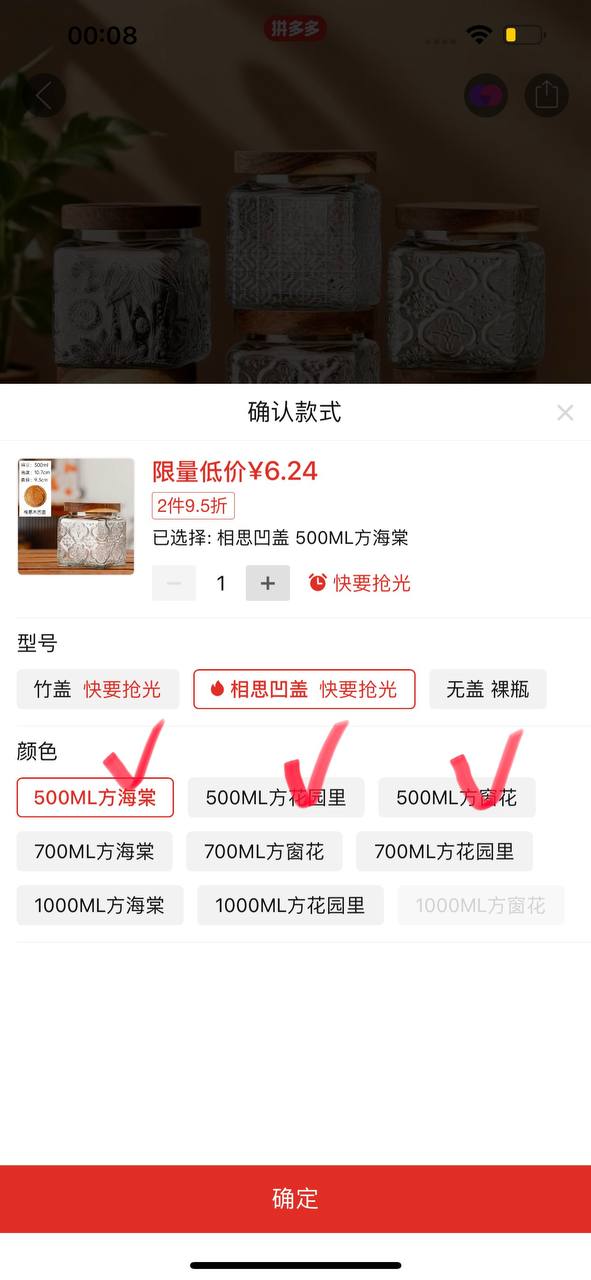 00:08
拼多多
确认款式
限量低价¥6.24
2件9.5折
已选择: 相思凹盖 500ML方海棠
1 快要抢光
型号
竹盖 快要抢光 相思凹盖 快要抢光 无盖 裸瓶
颜色
500ML方海棠 500ML方花园里 500ML方窗花
700ML方海棠 700ML方窗花 700ML方花园里
1000ML方海棠 1000ML方花园里 1000ML方窗花
确定